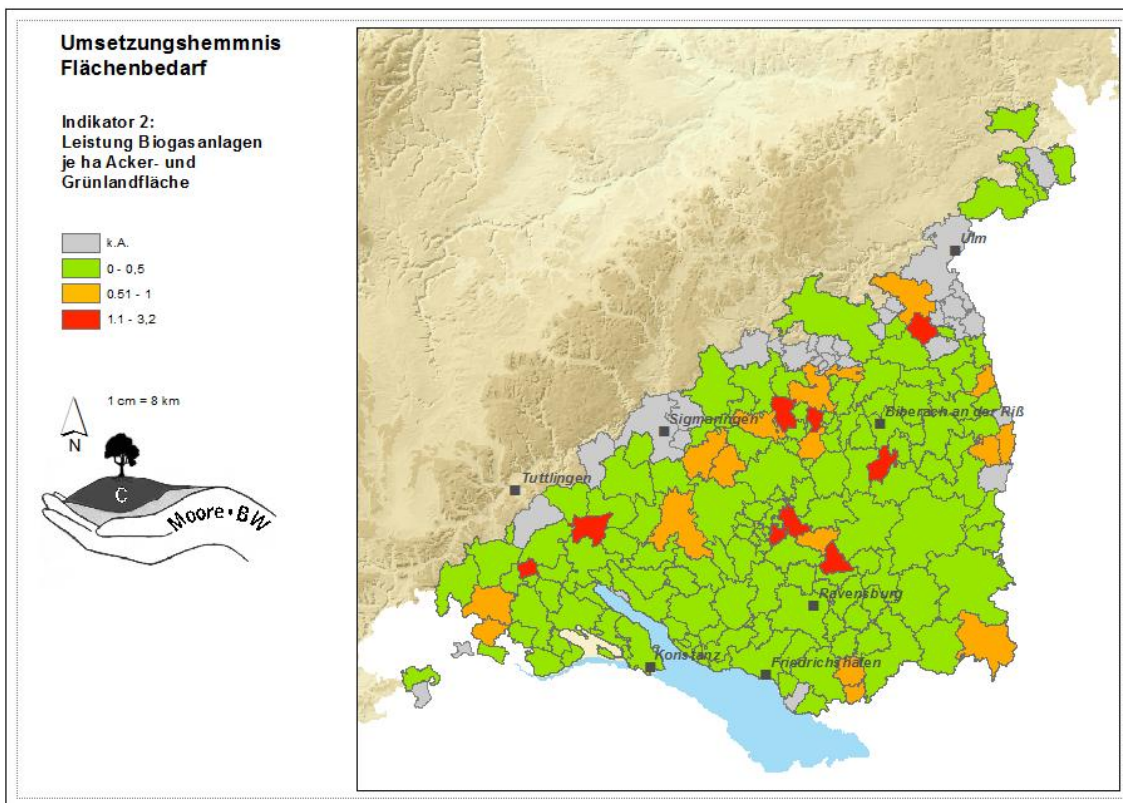 Umsetzungshemmnis
Flächenbedarf
Indikator 2:
Leistung Biogasanlagen
je ha Acker- und
Grünlandfläche
k.A.
0 - 0,5
0.51 - 1
1.1 - 3,2
1 cm = 8 km
N
C
Moore•BW
Ulm
Biberach an der Riß
Sigmaringen
Tuttlingen
Ravensburg
Konstanz
Friedrichshafen